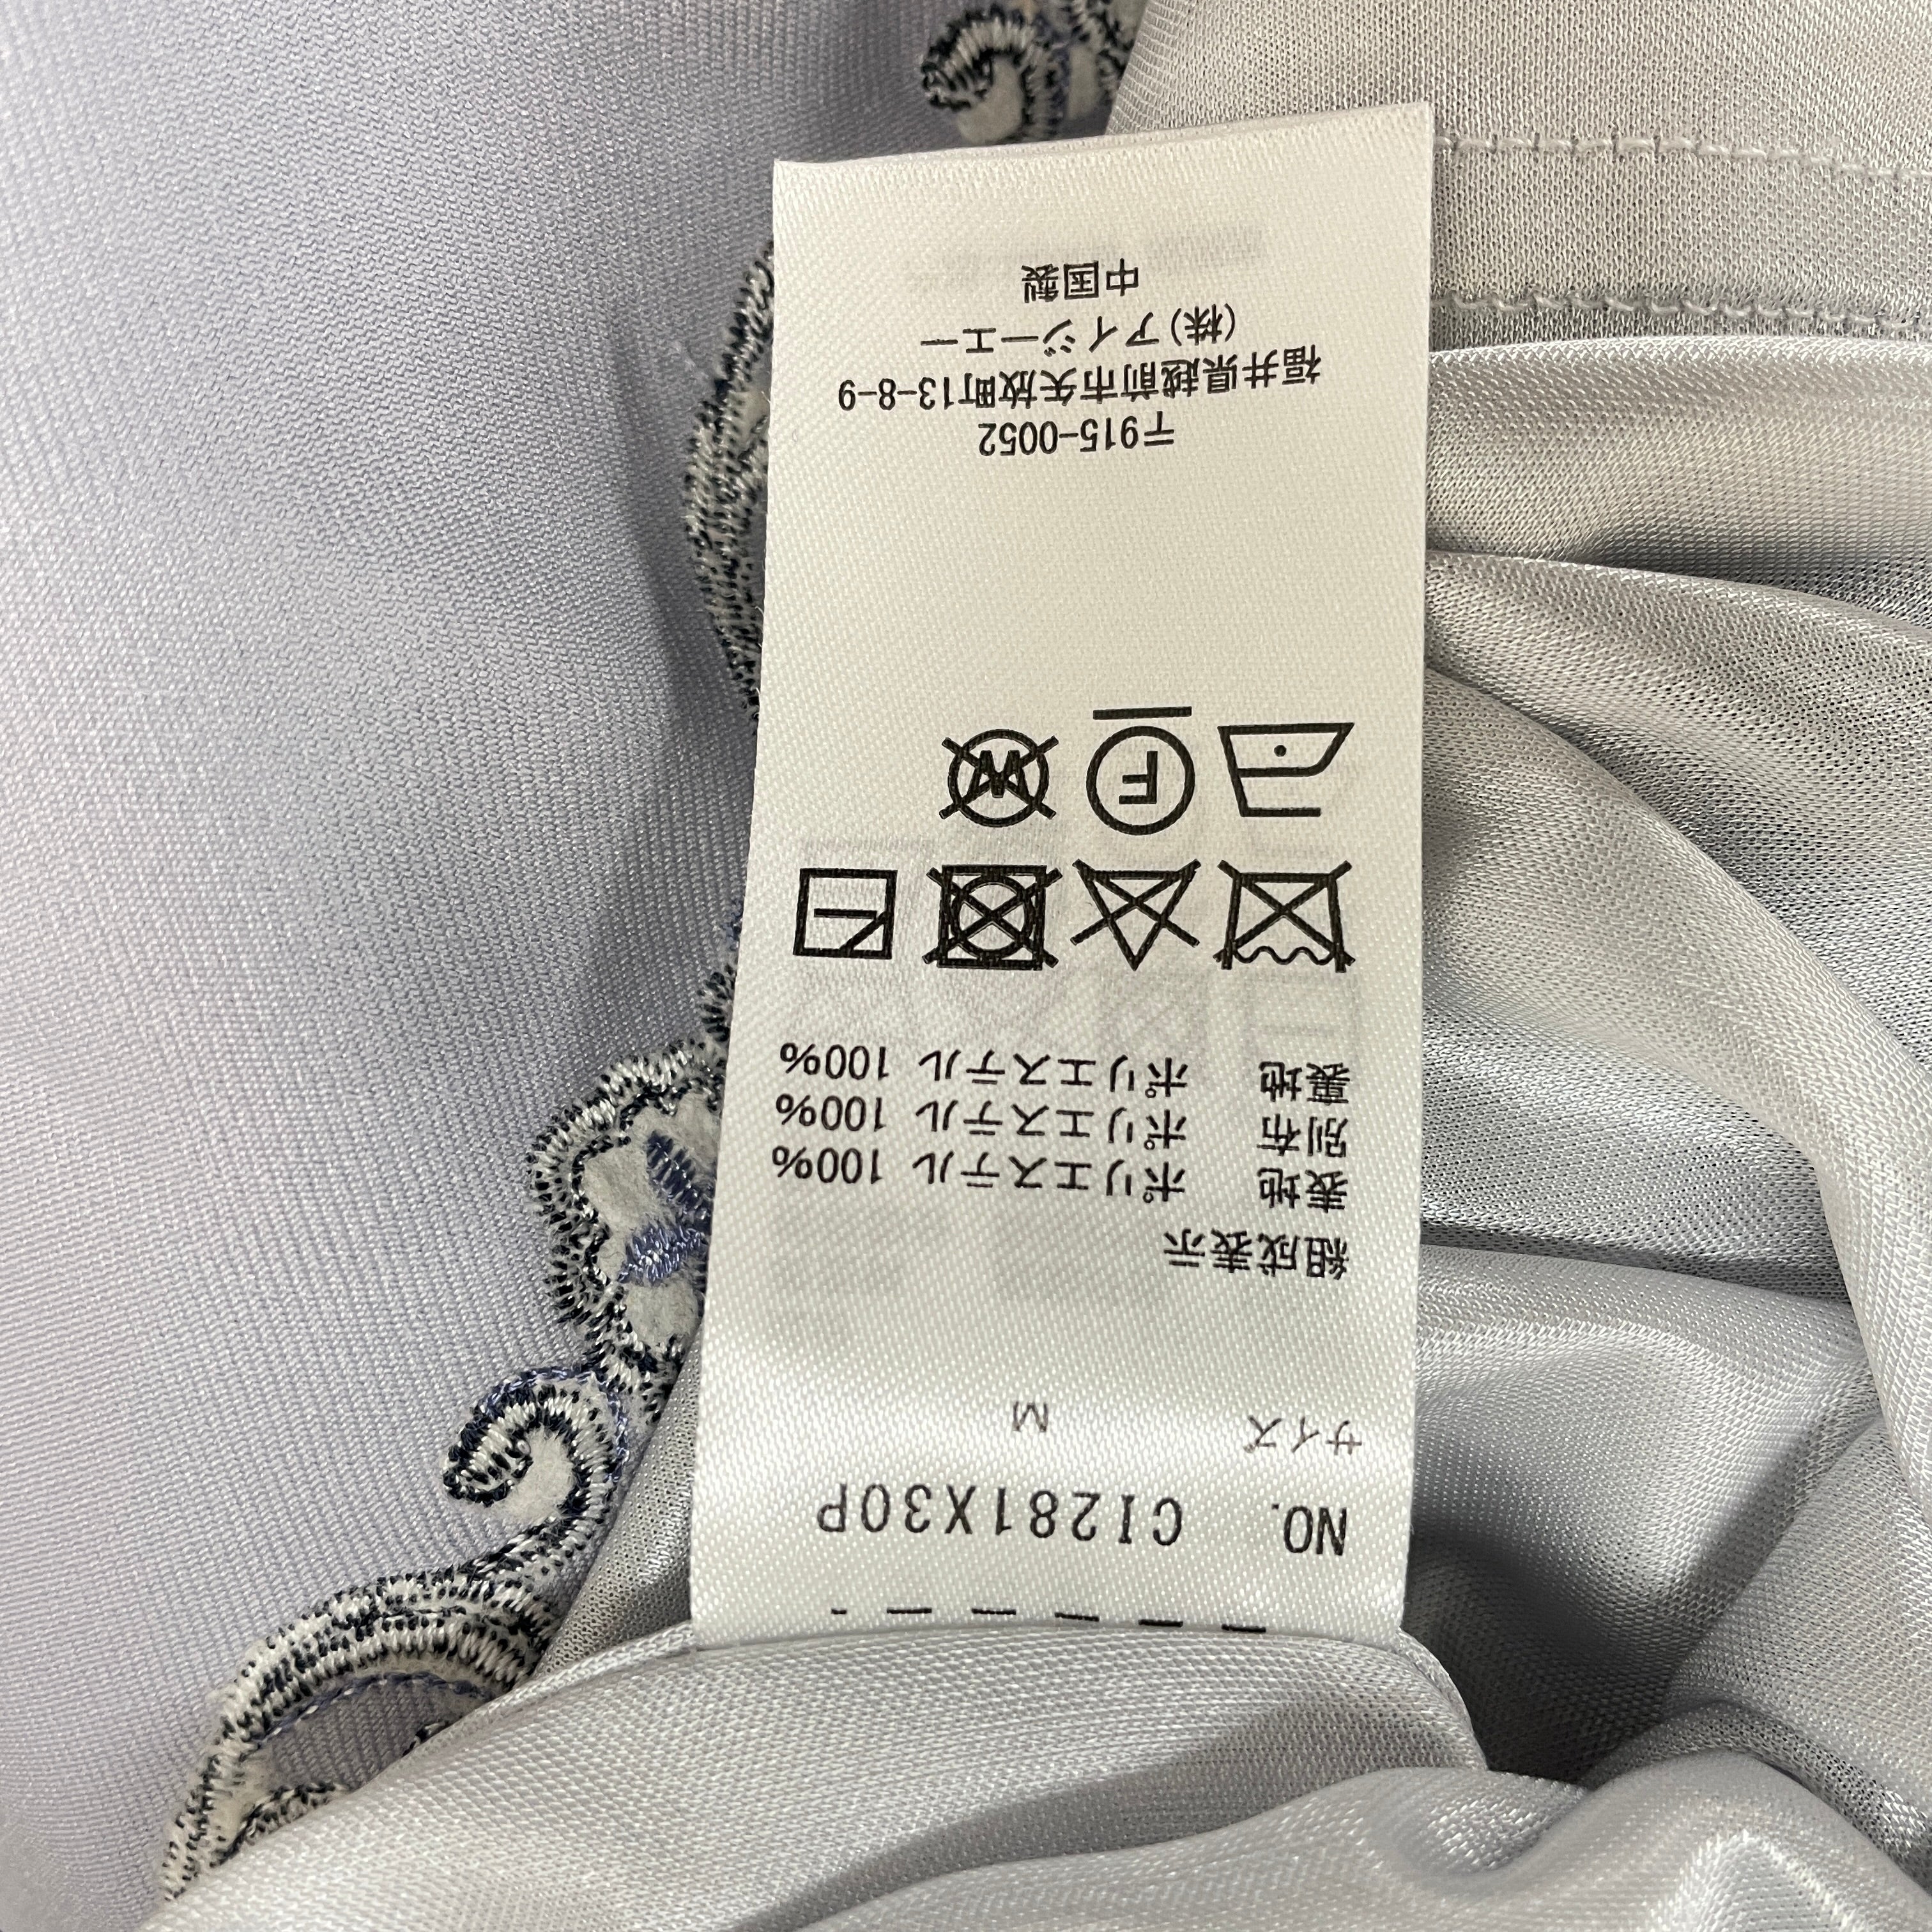 NO. CI281X30P
サイズ M
組成表示
表地 ポリエステル 100%
別布 ポリエステル 100%
裏地 ポリエステル 100%
F
W
〒915-0052
福井県越前市矢放町13-8-9
(株)アイジーエー
中国製